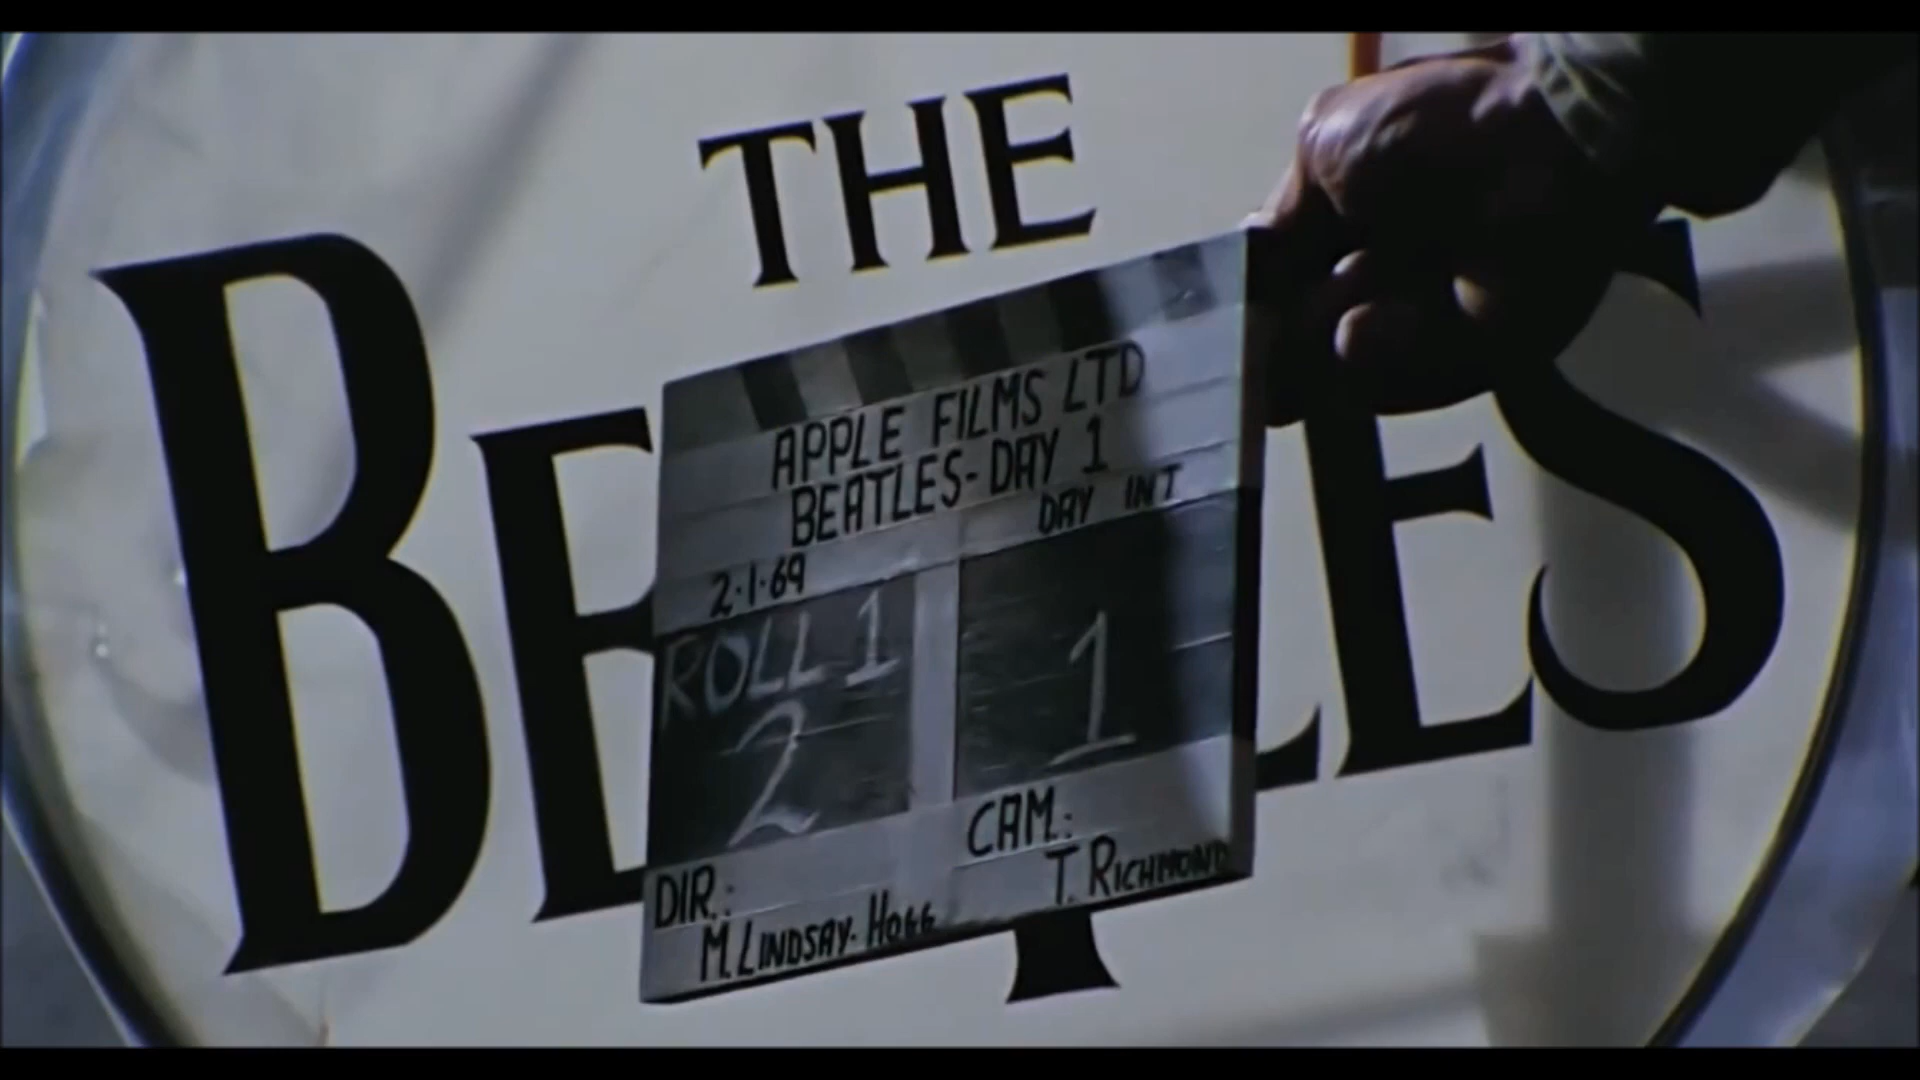 THE
BEATLES
APPLE FILMS LTD
BEATLES-DAY 1
DAY INT
2·1·69
ROLL 1
2
1
CAM.:
T. RICHMOND
DIR.:
M. LINDSAY-HOGG